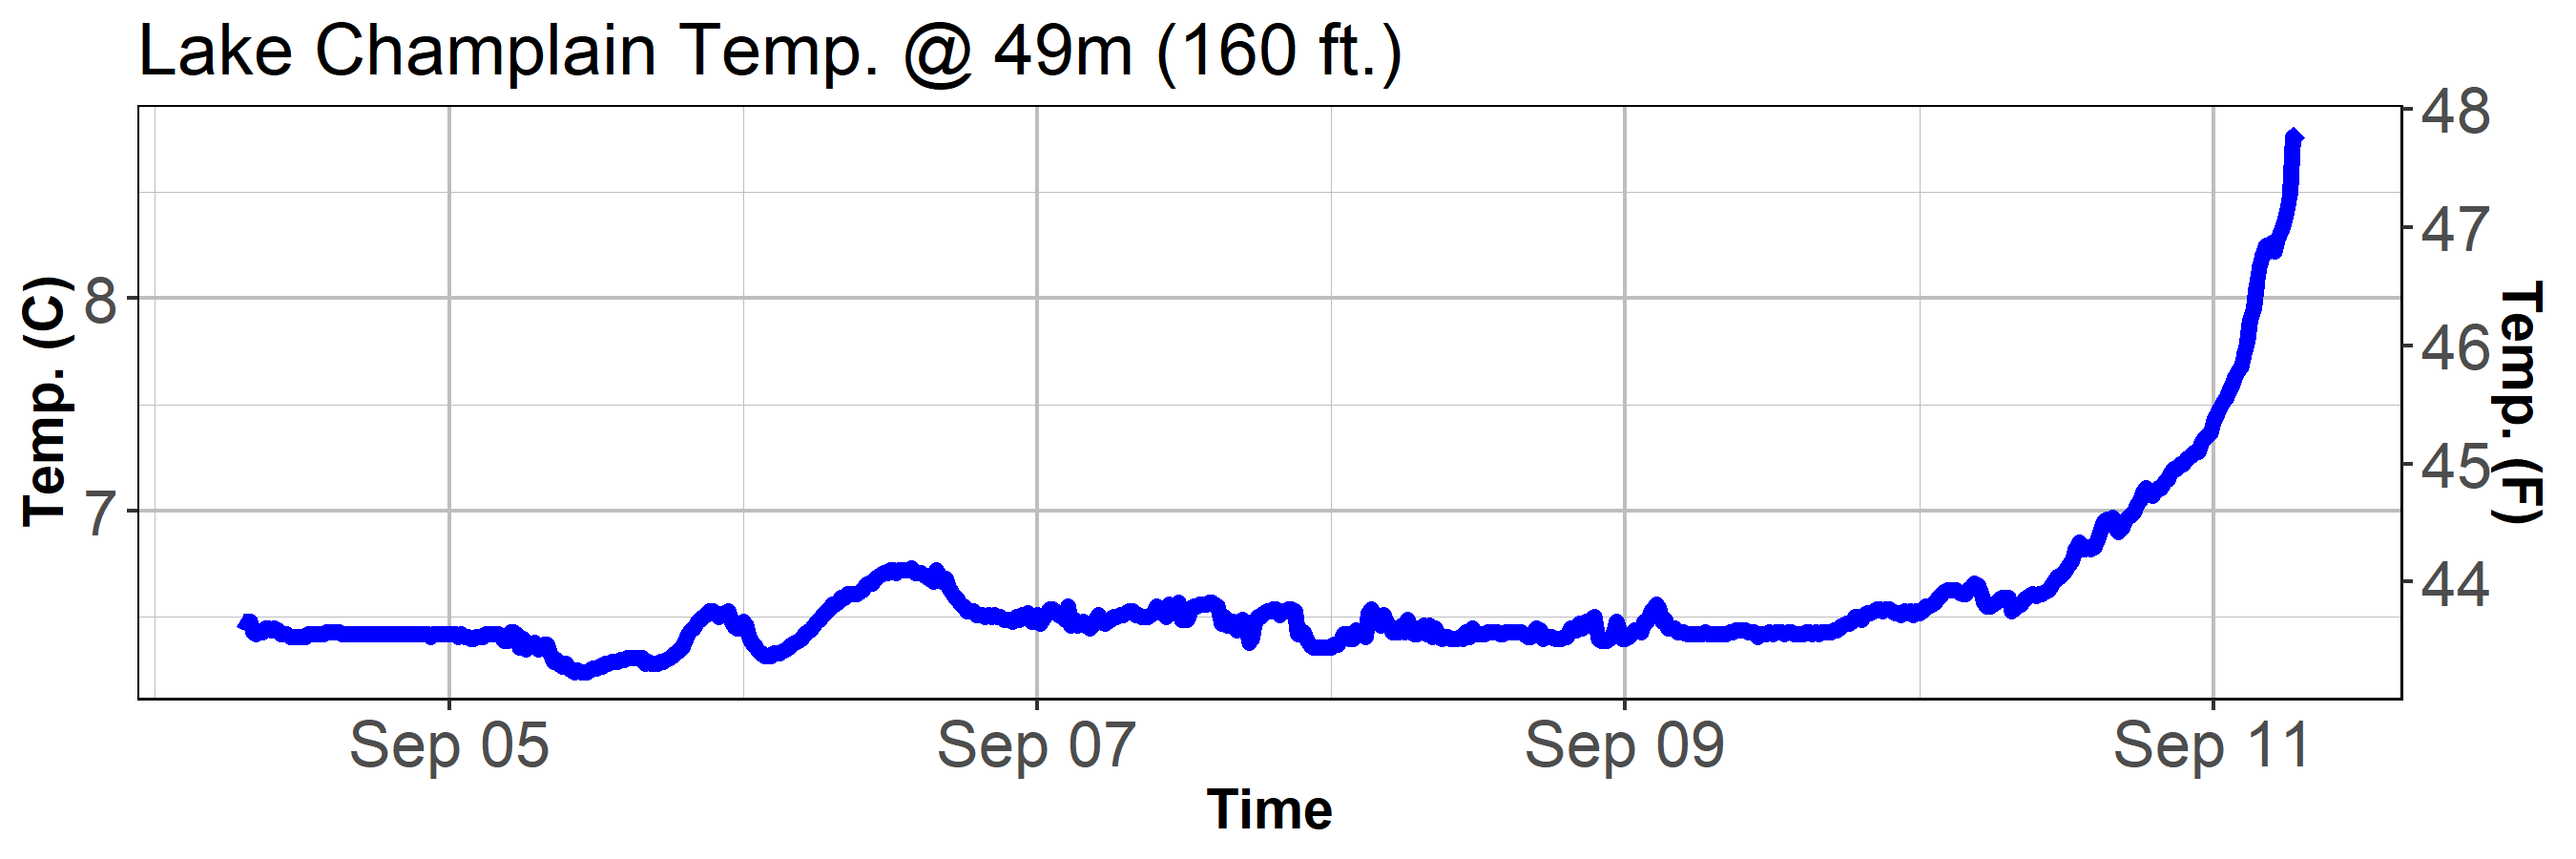 Lake Champlain Temp. @ 49m (160 ft.)
Temp. (C)
8
7
48
47
46
45
44
Temp. (F)
Sep 05 Sep 07 Sep 09 Sep 11
Time